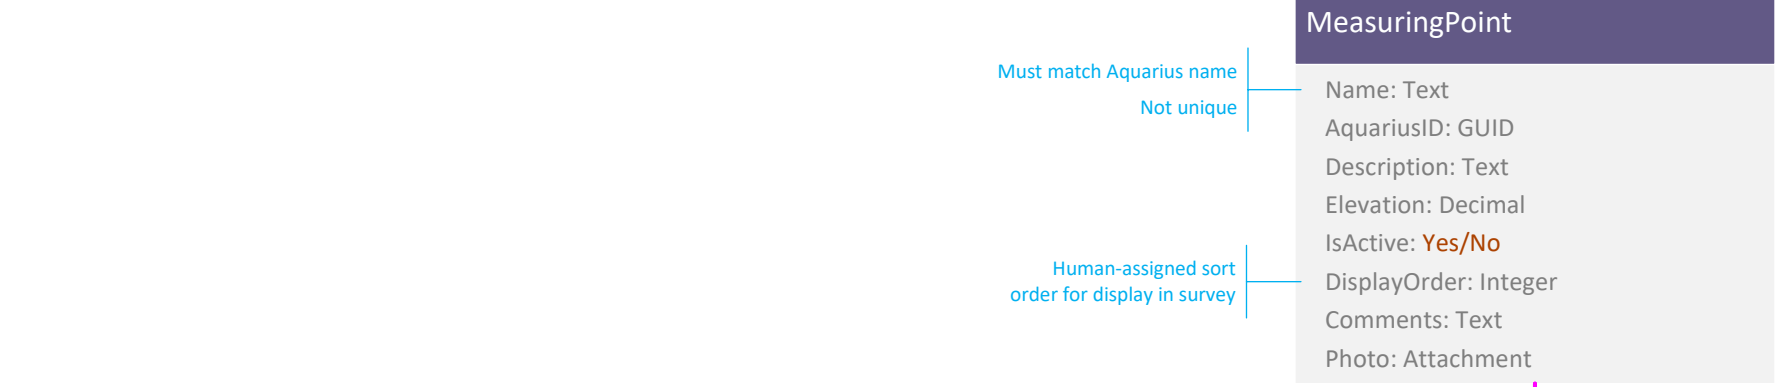 MeasuringPoint
Must match Aquarius name
Not unique
Name: Text
AquariusID: GUID
Description: Text
Elevation: Decimal
IsActive: Yes/No
Human-assigned sort
order for display in survey
DisplayOrder: Integer
Comments: Text
Photo: Attachment